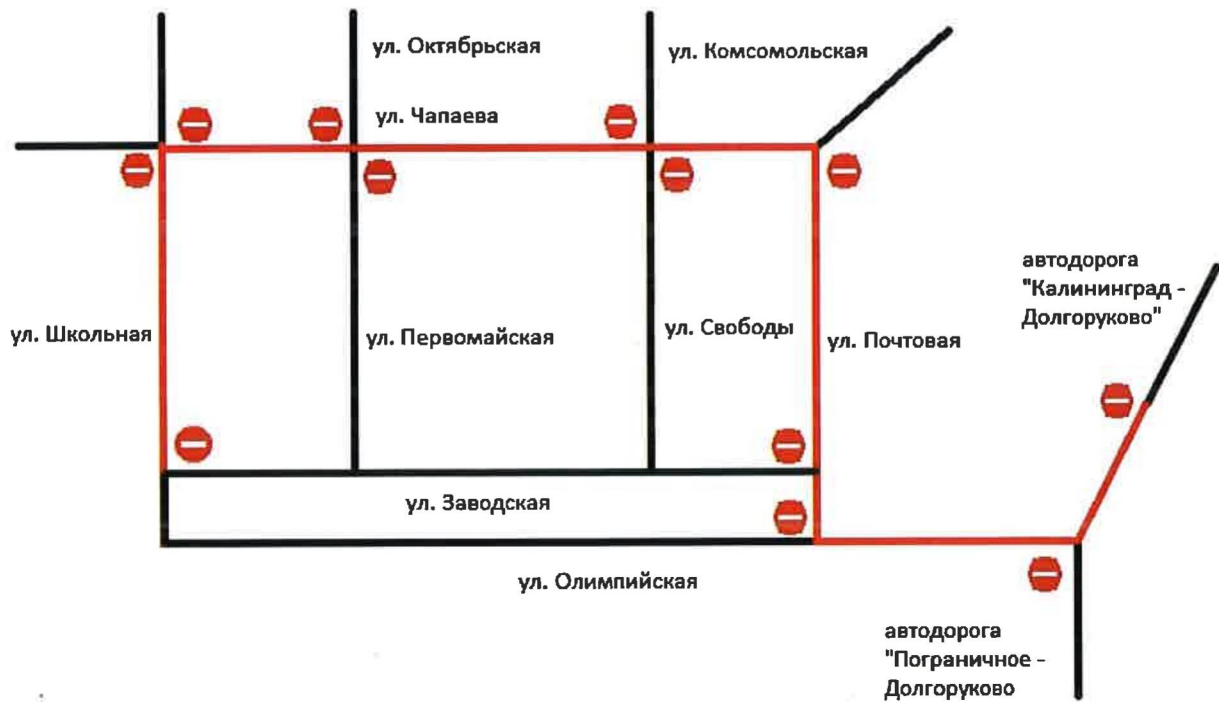 ул. Октябрьская
ул. Комсомольская
ул. Чапаева
автодорога
"Калининград -
Долгоруково"
ул. Школьная
ул. Первомайская
ул. Свободы
ул. Почтовая
ул. Заводская
ул. Олимпийская
автодорога
"Пограничное -
Долгоруково